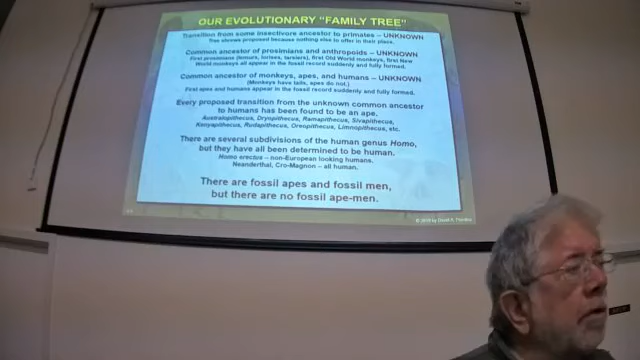 OUR EVOLUTIONARY "FAMILY TREE"
Transition from some insectivore ancestor to primates – UNKNOWN
Tree shrews proposed because nothing else to offer in their place.
Common ancestor of prosimians and anthropoids – UNKNOWN
First prosimians (lemurs, lorises, tarsiers), first Old World monkeys, first New
World monkeys all appear in the fossil record suddenly and fully formed.
Common ancestor of monkeys, apes, and humans – UNKNOWN
(Monkeys have tails, apes do not.)
First apes and humans appear in the fossil record suddenly and fully formed.
Every proposed transition from the unknown common ancestor
to humans has been found to be an ape.
Australopithecus, Dryopithecus, Ramapithecus, Sivapithecus,
Kenyapithecus, Rudapithecus, Oreopithecus, Limnopithecus, etc.
There are several subdivisions of the human genus Homo,
but they have all been determined to be human.
Homo erectus – non-European looking humans.
Neanderthal, Cro-Magnon – all human.
There are fossil apes and fossil men,
but there are no fossil ape-men.